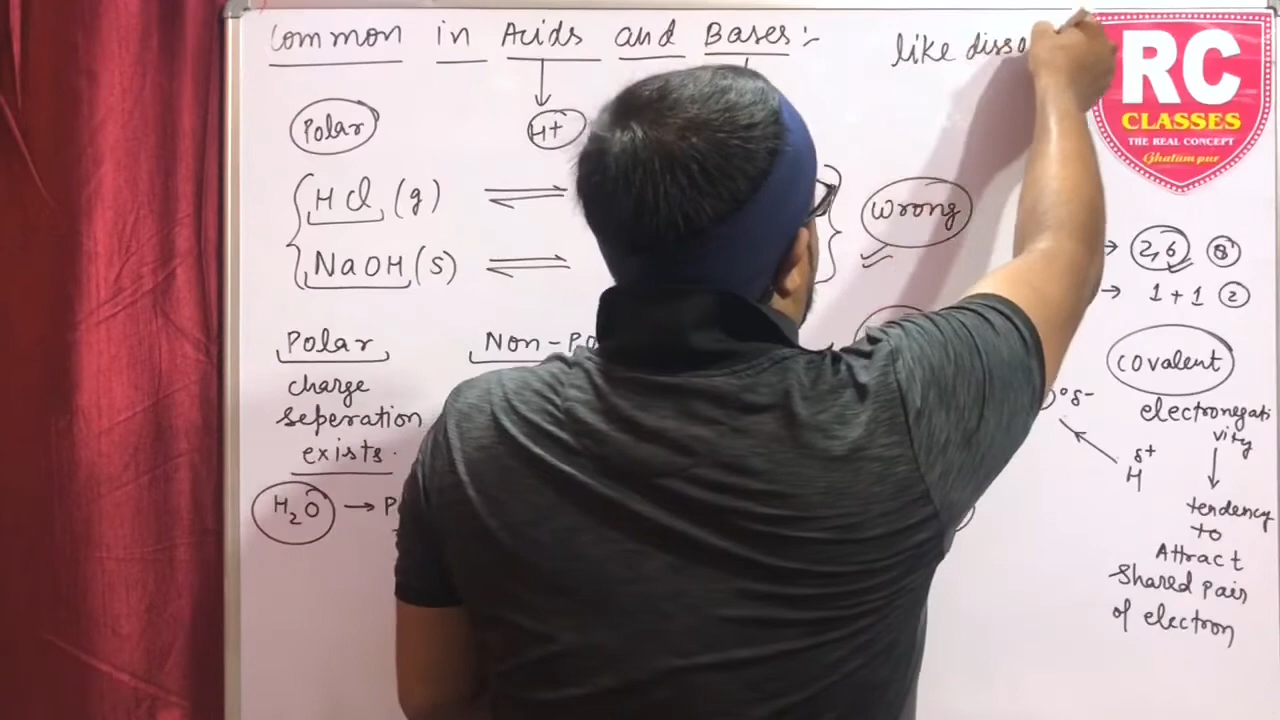 Common in Acids and Bases:-
like disso
RC
CLASSES
THE REAL CONCEPT
Ghatampur
Polar
H+
HCl (g) ⇌
NaOH (s) ⇌
Wrong
→ 2,6 8
→ 1+1 2
Polar
Non-Po
charge
seperation
exists.
H₂O → P
covalent
electronegati
vity
↓
tendency
to
Attract
Shared pair
of electron
δ-
δ+
H